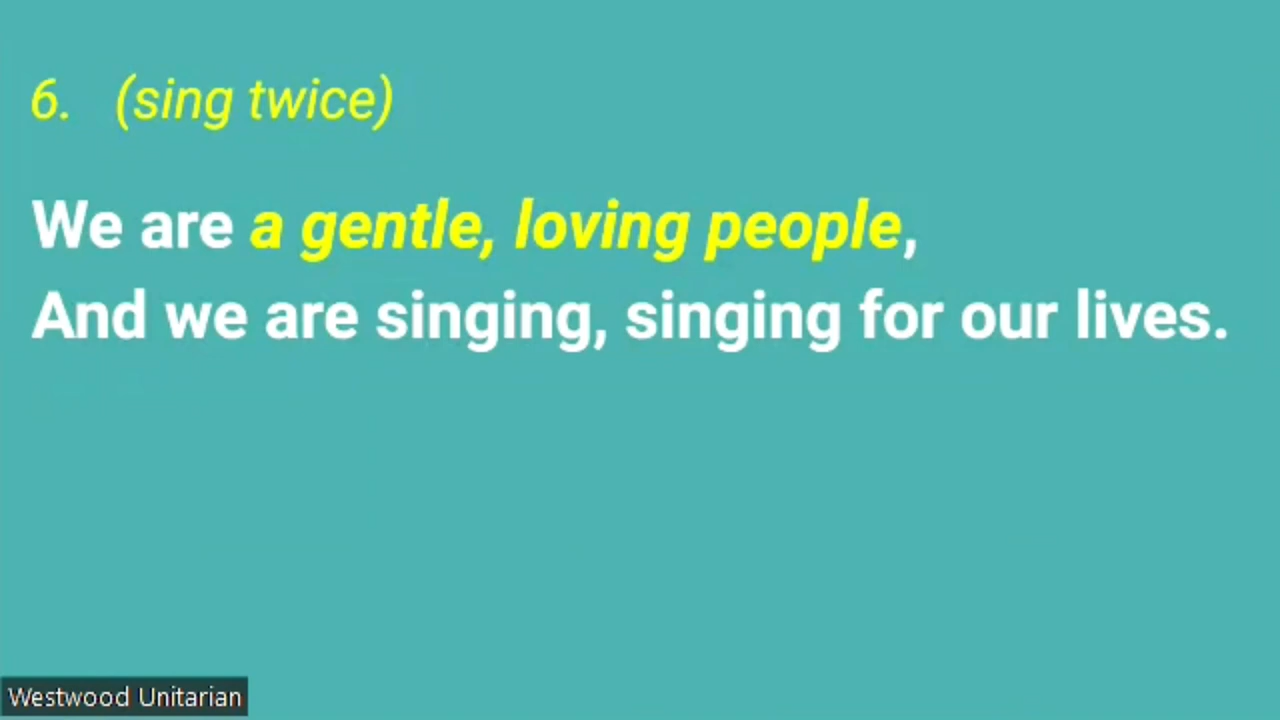 6. (sing twice)
We are a gentle, loving people,
And we are singing, singing for our lives.
Westwood Unitarian